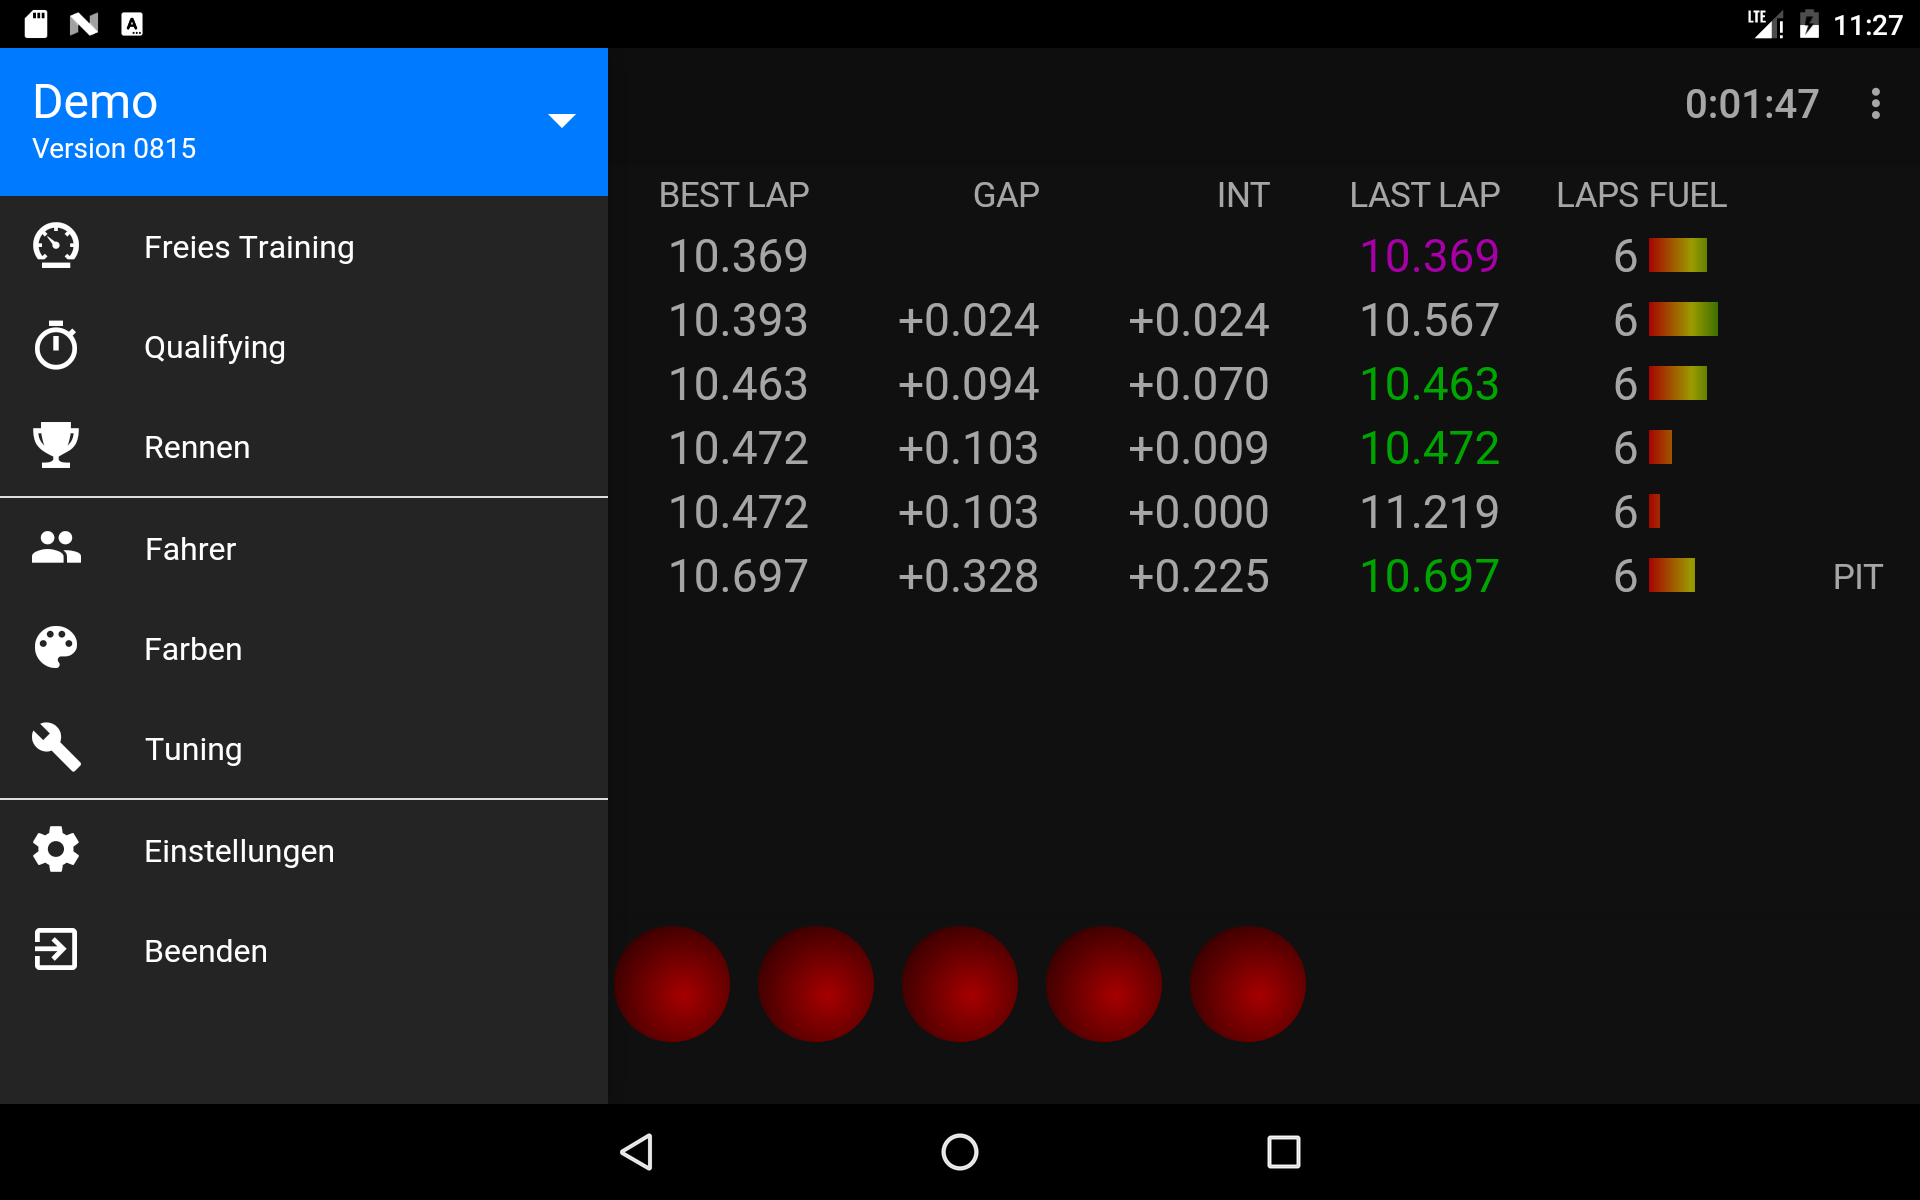 LTE 11:27
Demo
Version 0815
0:01:47
Freies Training
Qualifying
Rennen
Fahrer
Farben
Tuning
Einstellungen
Beenden
BEST LAP GAP INT LAST LAP LAPS FUEL
10.369 10.369 6
10.393 +0.024 +0.024 10.567 6
10.463 +0.094 +0.070 10.463 6
10.472 +0.103 +0.009 10.472 6
10.472 +0.103 +0.000 11.219 6
10.697 +0.328 +0.225 10.697 6 PIT